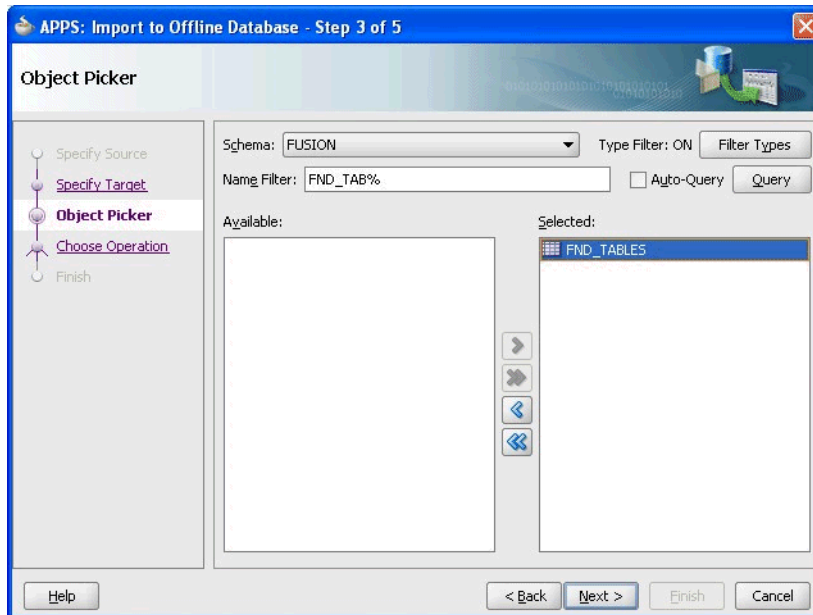 APPS: Import to Offline Database - Step 3 of 5
Object Picker
Specify Source
Specify Target
Object Picker
Choose Operation
Finish
Schema: FUSION Type Filter: ON Filter Types
Name Filter: FND_TAB% Auto-Query Query
Available: Selected:
FND_TABLES
Help < Back Next > Finish Cancel